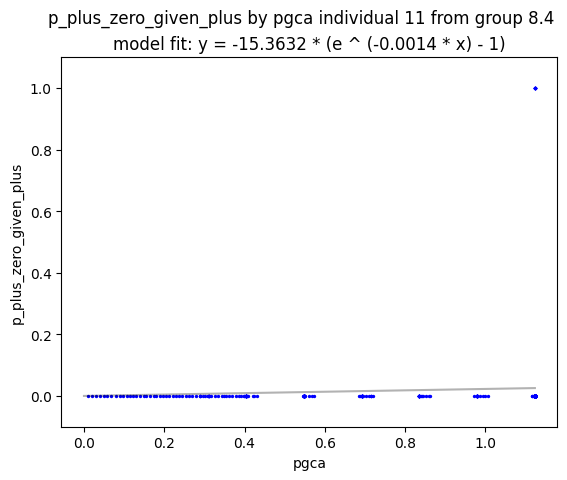 p_plus_zero_given_plus by pgca individual 11 from group 8.4
model fit: y = -15.3632 * (e ^ (-0.0014 * x) - 1)
p_plus_zero_given_plus
1.0
0.8
0.6
0.4
0.2
0.0
0.0 0.2 0.4 0.6 0.8 1.0
pgca